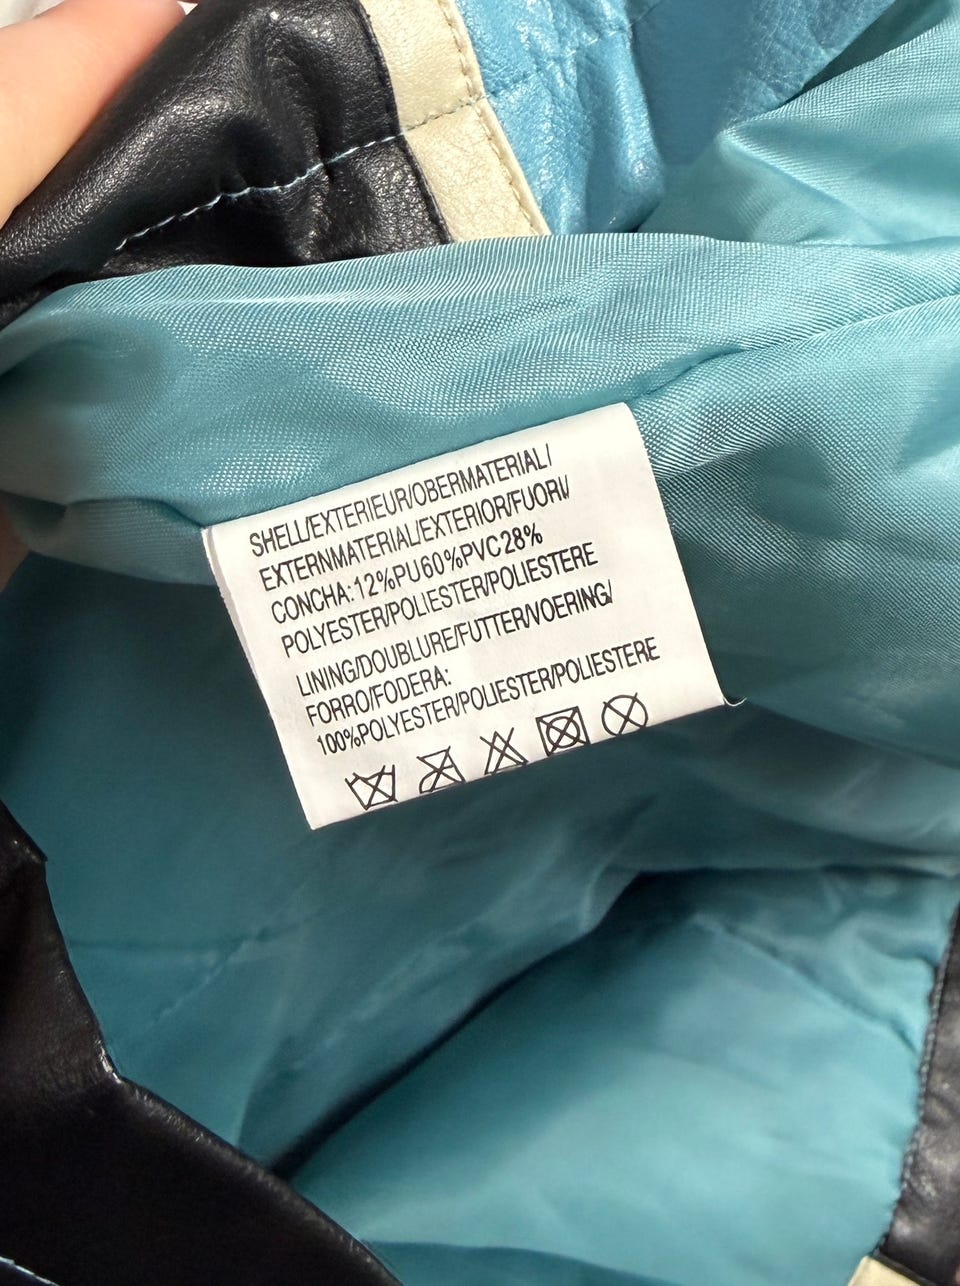 SHELL/EXTERIEUR/OBERMATERIAL/
EXTERNMATERIAL/EXTERIOR/FUORI/
CONCHA:12%PU60%PVC28%
POLYESTER/POLIESTER/POLIESTERE
LINING/DOUBLURE/FUTTER/VOERING/
FORRO/FODERA:
100%POLYESTER/POLIESTER/POLIESTERE